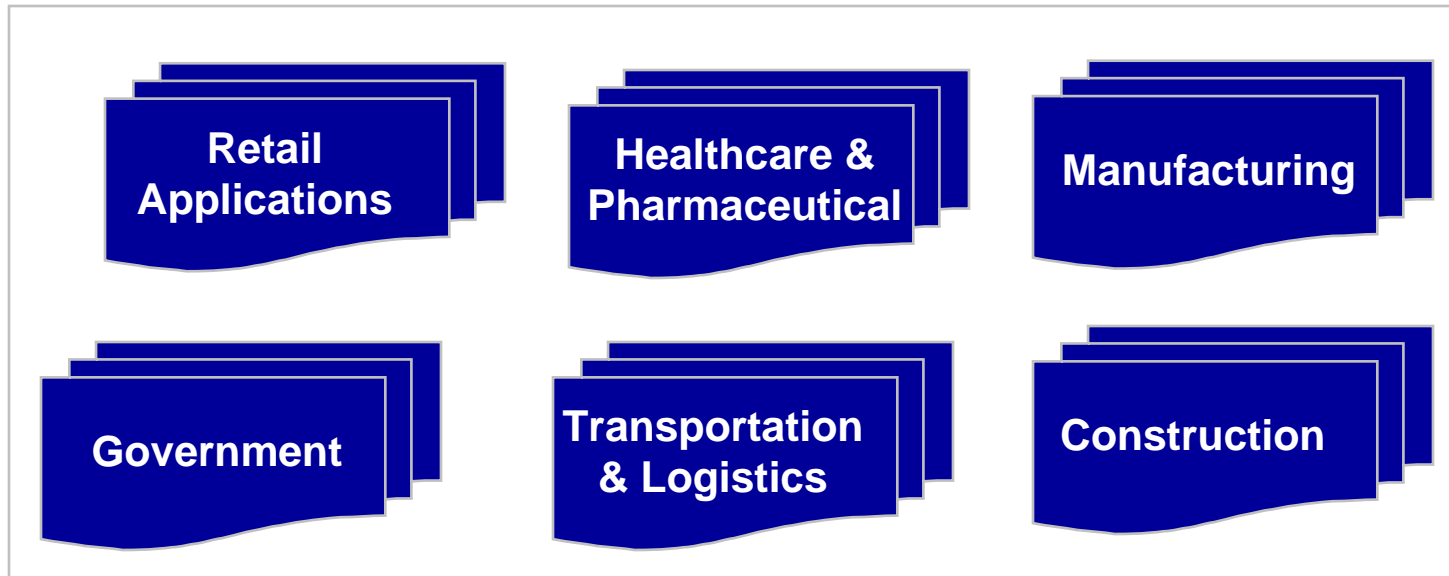 Retail
Applications
Healthcare &
Pharmaceutical
Manufacturing
Government
Transportation
& Logistics
Construction